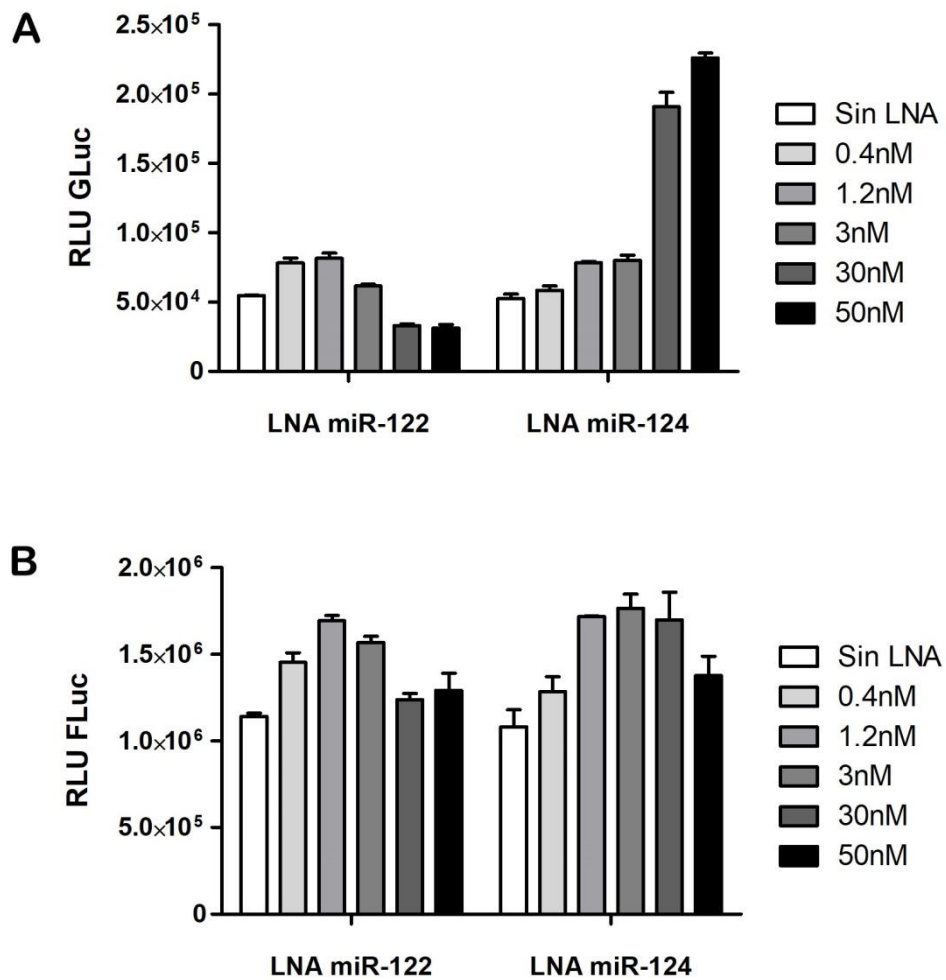 A
RLU GLuc
2.5×10⁵
2.0×10⁵
1.5×10⁵
1.0×10⁵
5.0×10⁴
0
LNA miR-122
LNA miR-124
Sin LNA
0.4nM
1.2nM
3nM
30nM
50nM
B
RLU FLuc
2.0×10⁶
1.5×10⁶
1.0×10⁶
5.0×10⁵
0
LNA miR-122
LNA miR-124
Sin LNA
0.4nM
1.2nM
3nM
30nM
50nM